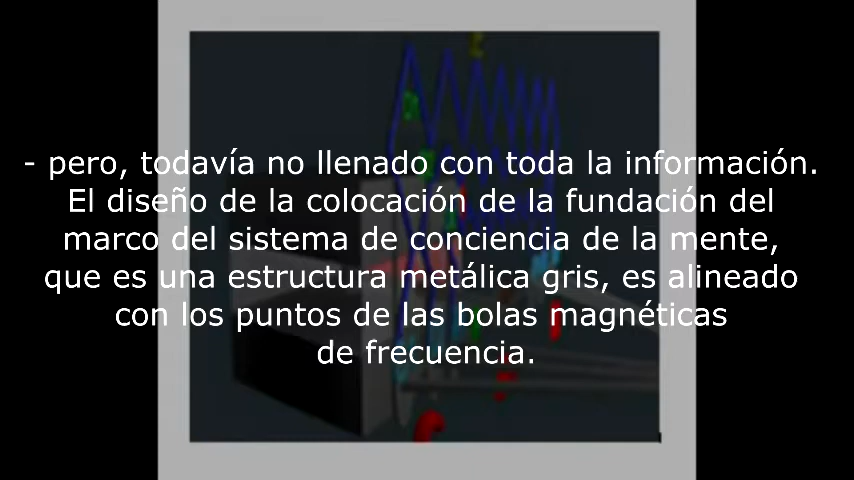 - pero, todavía no llenado con toda la información.
El diseño de la colocación de la fundación del
marco del sistema de conciencia de la mente,
que es una estructura metálica gris, es alineado
con los puntos de las bolas magnéticas
de frecuencia.